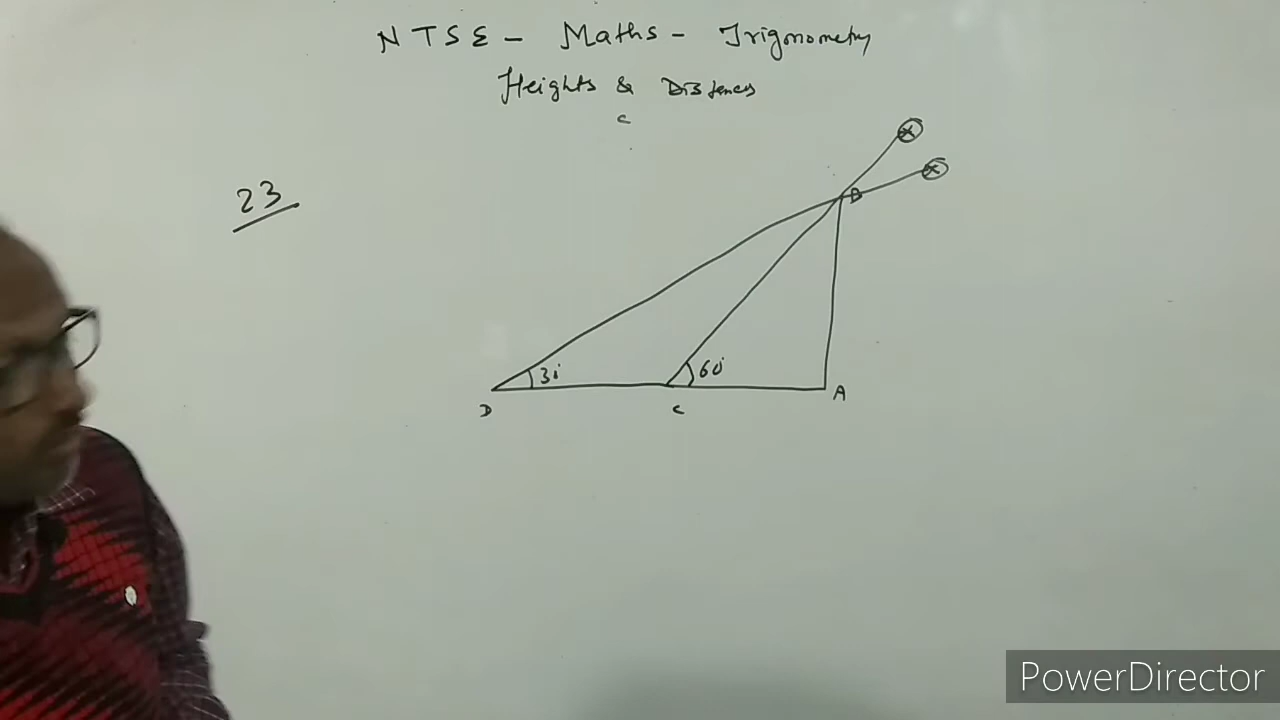 NTSE - Maths - Trigonometry
Heights & Distances
c
23
B
30°
60°
A
D
C
PowerDirector